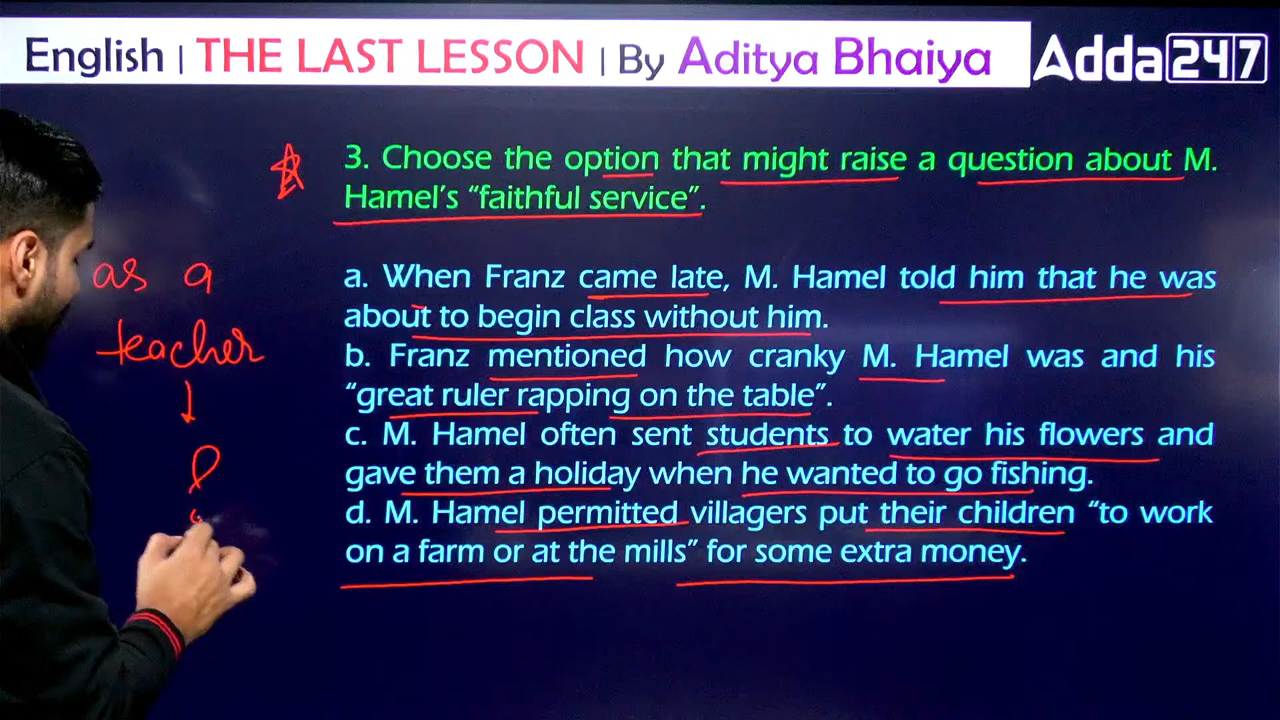 English | THE LAST LESSON | By Aditya Bhaiya
Adda247
3. Choose the option that might raise a question about M.
Hamel's “faithful service”.
as a
teacher
a. When Franz came late, M. Hamel told him that he was
about to begin class without him.
b. Franz mentioned how cranky M. Hamel was and his
“great ruler rapping on the table”.
c. M. Hamel often sent students to water his flowers and
gave them a holiday when he wanted to go fishing.
d. M. Hamel permitted villagers put their children “to work
on a farm or at the mills” for some extra money.